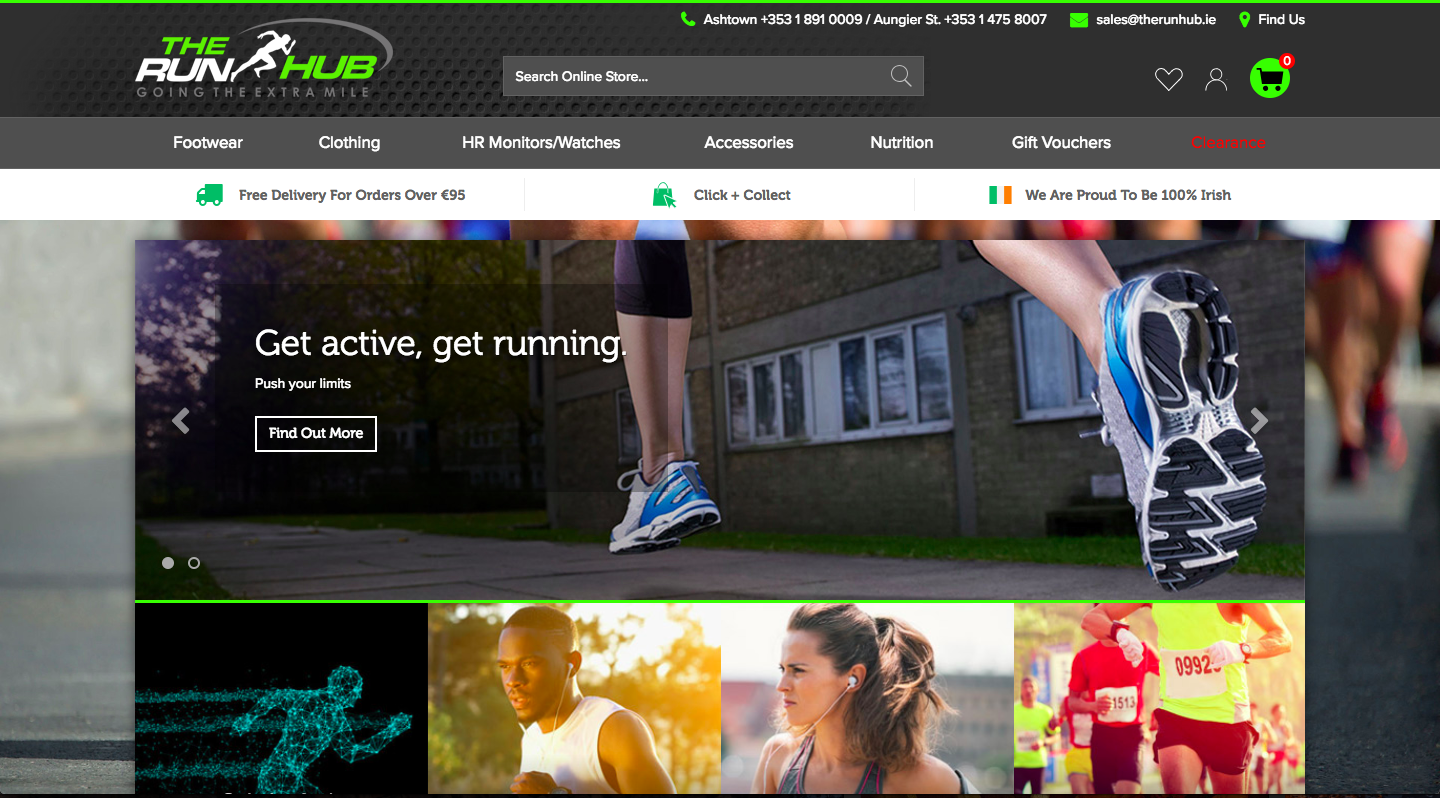 Ashtown +353 1 891 0009 / Aungier St. +353 1 475 8007
sales@therunhub.ie
Find Us
THE
RUN HUB
GOING THE EXTRA MILE
Search Online Store...
0
Footwear
Clothing
HR Monitors/Watches
Accessories
Nutrition
Gift Vouchers
Clearance
Free Delivery For Orders Over €95
Click + Collect
We Are Proud To Be 100% Irish
Get active, get running.
Push your limits
Find Out More
1513